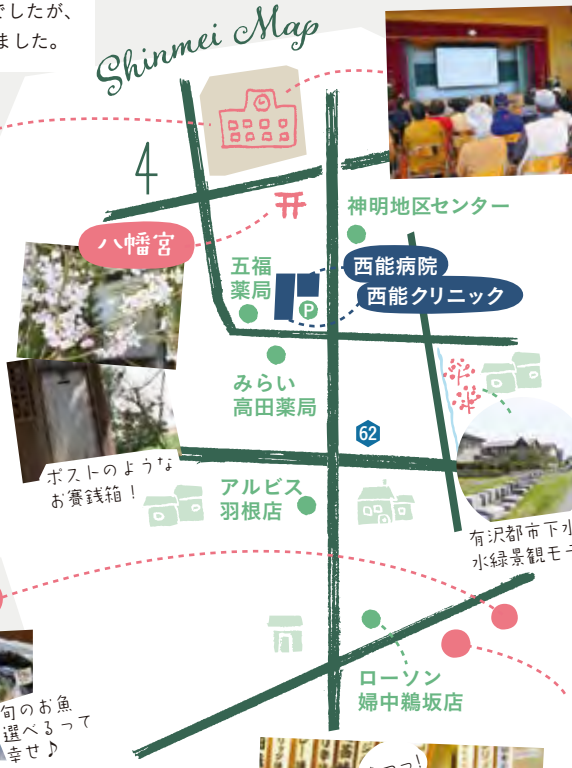 でしたが、
ました。
Shinmei Map
神明地区センター
八幡宮
五福
薬局
西能病院
西能クリニック
P
みらい
高田薬局
62
ポストのような
お賽銭箱！
アルビス
羽根店
有沢都市下水
水緑景観モ
ローソン
婦中鵜坂店
旬のお魚
選べるって
幸せ♪